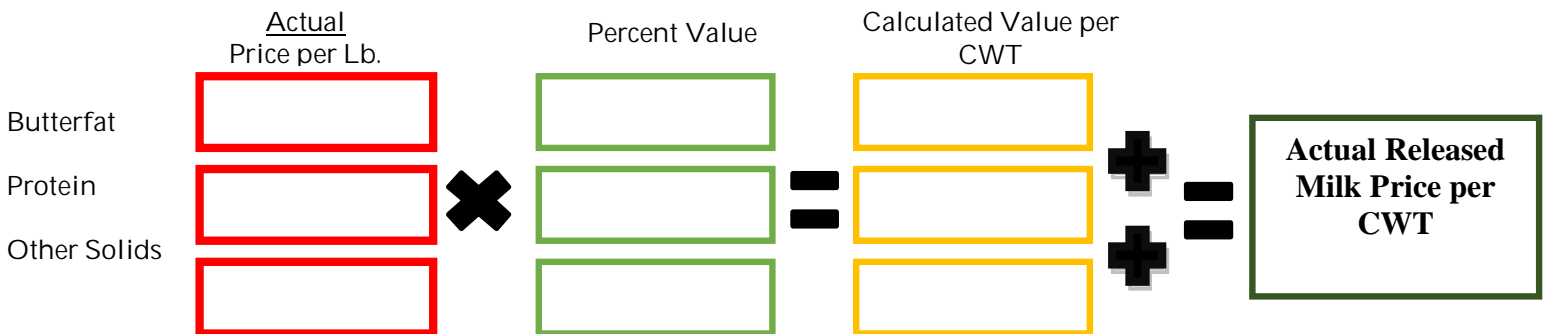 Actual
Price per Lb.
Percent Value
Calculated Value per
CWT
Butterfat
Protein
Other Solids
Actual Released
Milk Price per
CWT